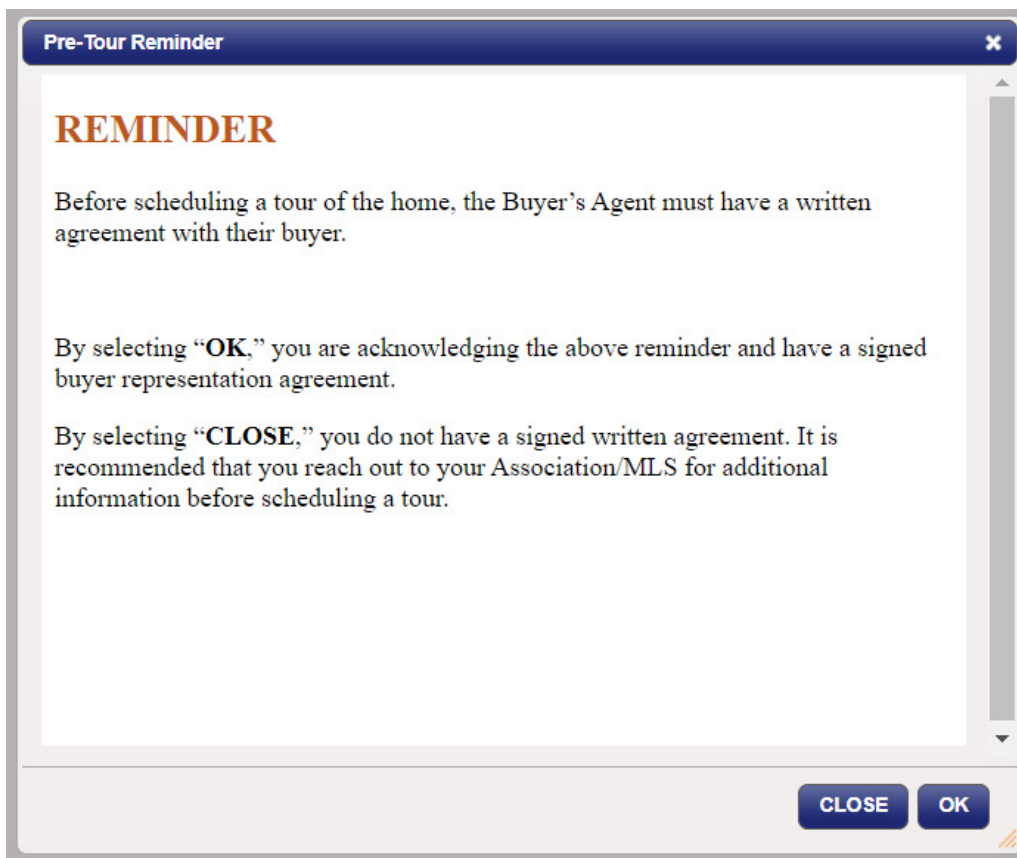 Pre-Tour Reminder
REMINDER
Before scheduling a tour of the home, the Buyer’s Agent must have a written
agreement with their buyer.
By selecting “OK,” you are acknowledging the above reminder and have a signed
buyer representation agreement.
By selecting “CLOSE,” you do not have a signed written agreement. It is
recommended that you reach out to your Association/MLS for additional
information before scheduling a tour.
CLOSE OK